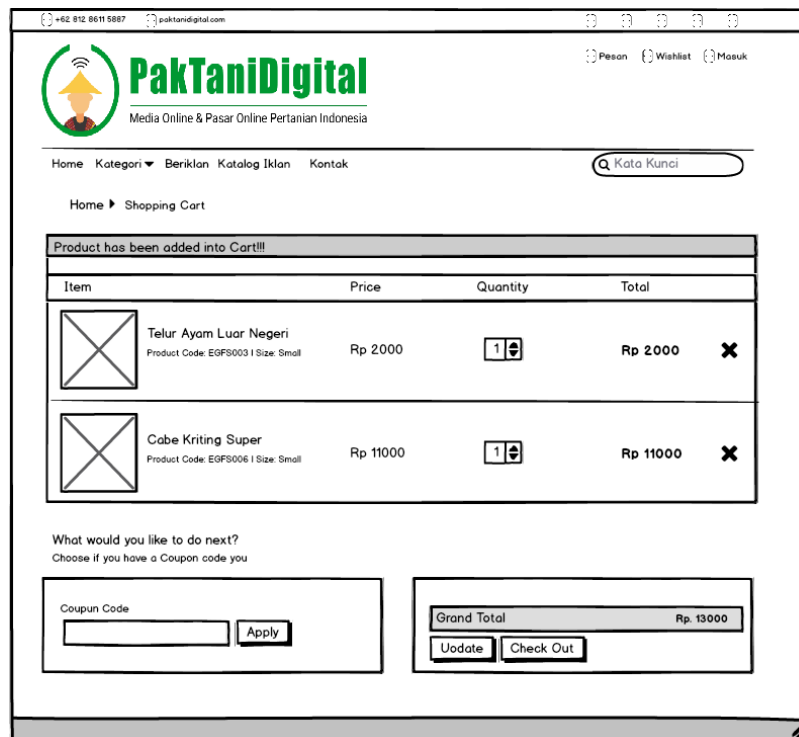 +62 812 8611 5887 paktanidigital.com
PakTaniDigital
Media Online & Pasar Online Pertanian Indonesia
Pesan Wishlist Masuk
Home Kategori Beriklan Katalog Iklan Kontak
Kata Kunci
Home Shopping Cart
Product has been added into Cart!!!
Item Price Quantity Total
Telur Ayam Luar Negeri
Product Code: EGFS003 | Size: Small
Rp 2000 1 Rp 2000
Cabe Kriting Super
Product Code: EGFS006 | Size: Small
Rp 11000 1 Rp 11000
What would you like to do next?
Choose if you have a Coupon code you
Coupun Code
Apply
Grand Total Rp. 13000
Uodate Check Out